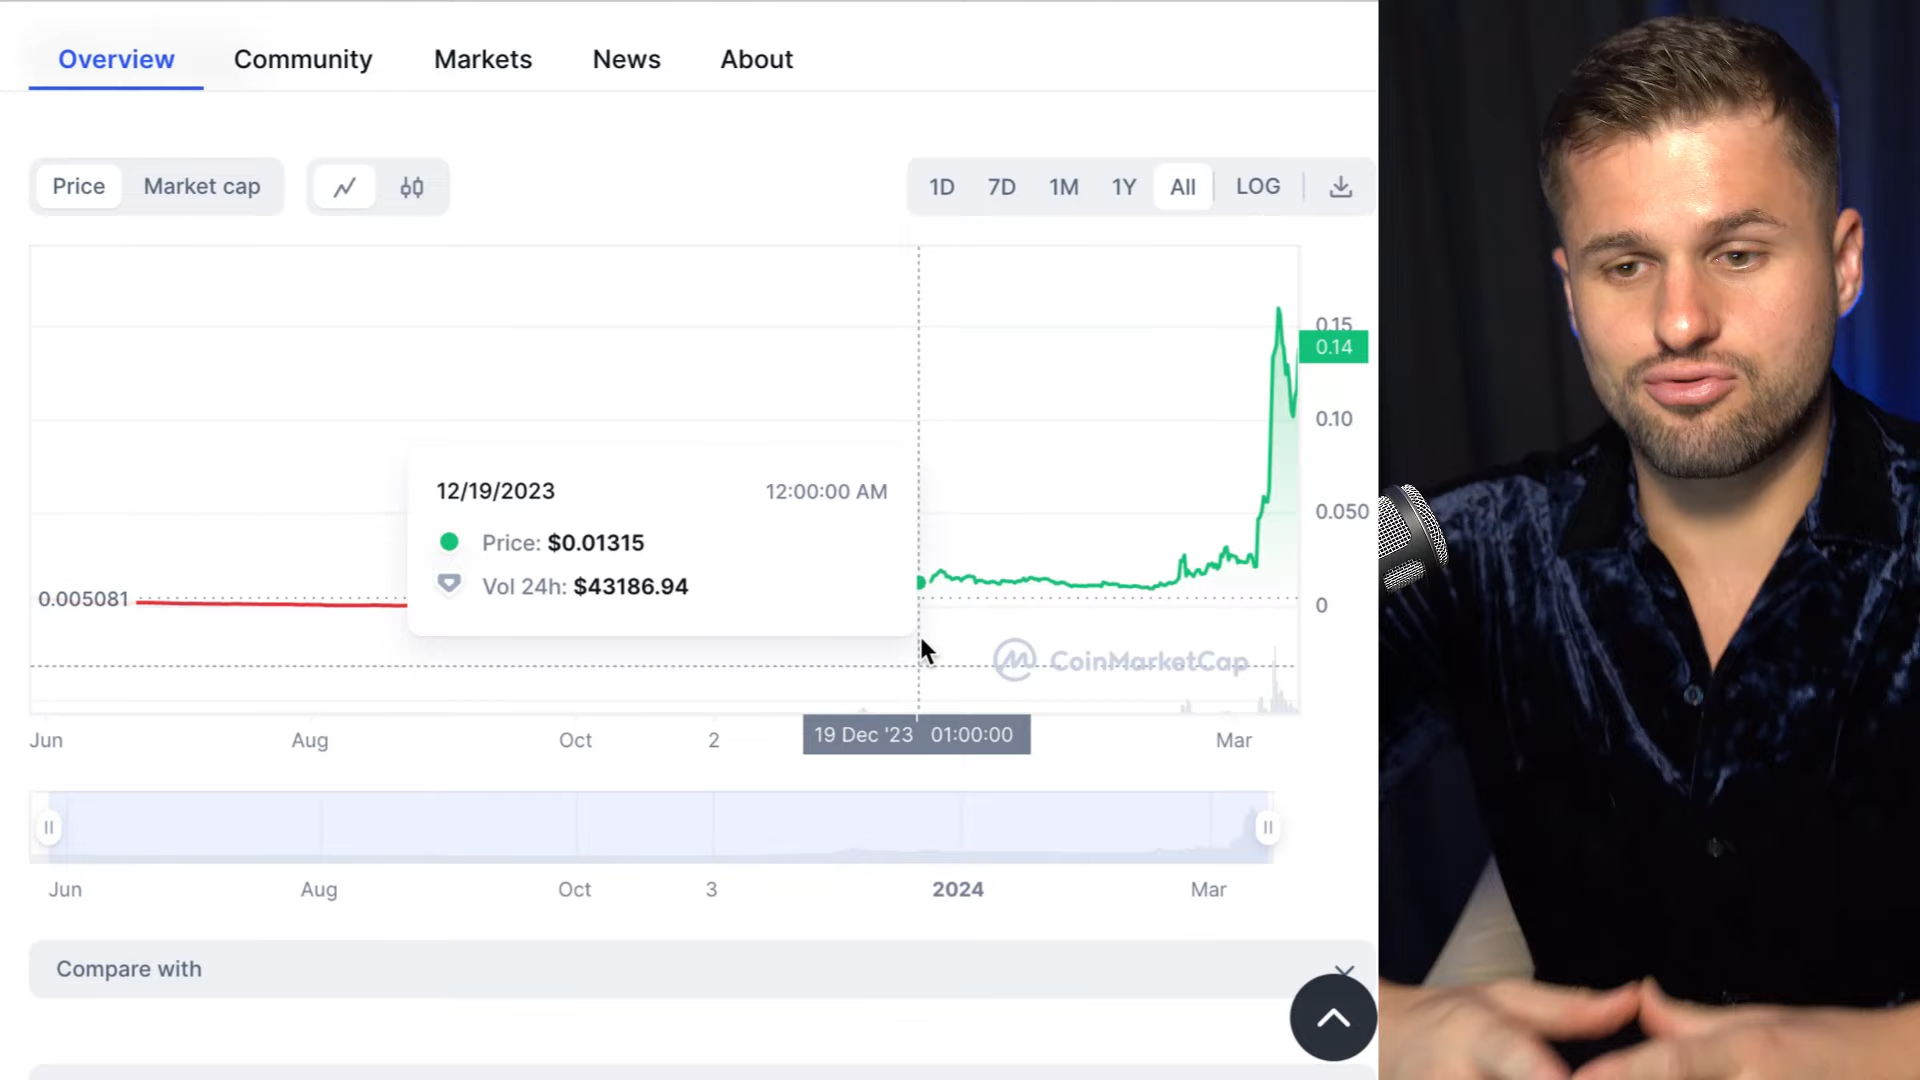 Overview Community Markets News About
Price Market cap 1D 7D 1M 1Y All LOG
0.15
0.14
0.10
12/19/2023 12:00:00 AM
0.050
Price: $0.01315
Vol 24h: $43186.94
0.005081
0
CoinMarketCap
19 Dec '23 01:00:00
Jun Aug Oct 2 Mar
Jun Aug Oct 3 2024 Mar
Compare with